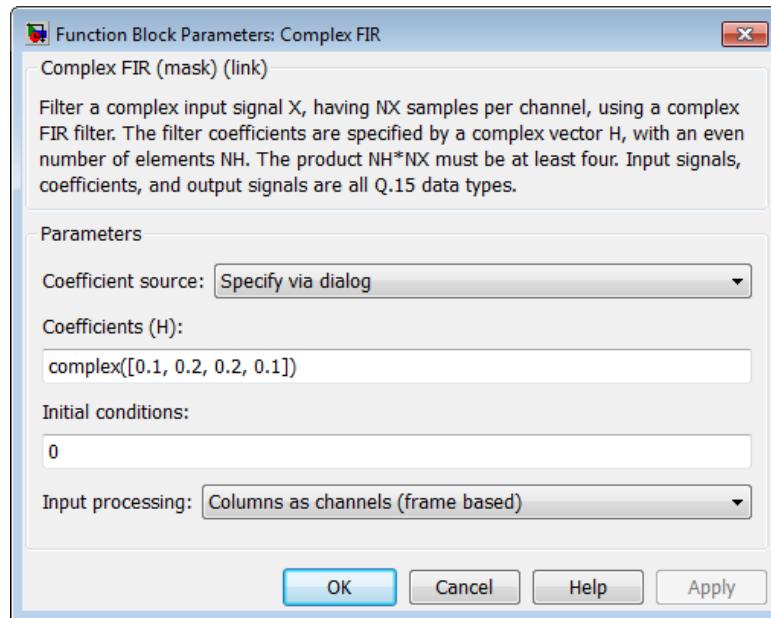 Function Block Parameters: Complex FIR
Complex FIR (mask) (link)
Filter a complex input signal X, having NX samples per channel, using a complex
FIR filter. The filter coefficients are specified by a complex vector H, with an even
number of elements NH. The product NH*NX must be at least four. Input signals,
coefficients, and output signals are all Q.15 data types.
Parameters
Coefficient source: Specify via dialog
Coefficients (H):
complex([0.1, 0.2, 0.2, 0.1])
Initial conditions:
0
Input processing: Columns as channels (frame based)
OK Cancel Help Apply